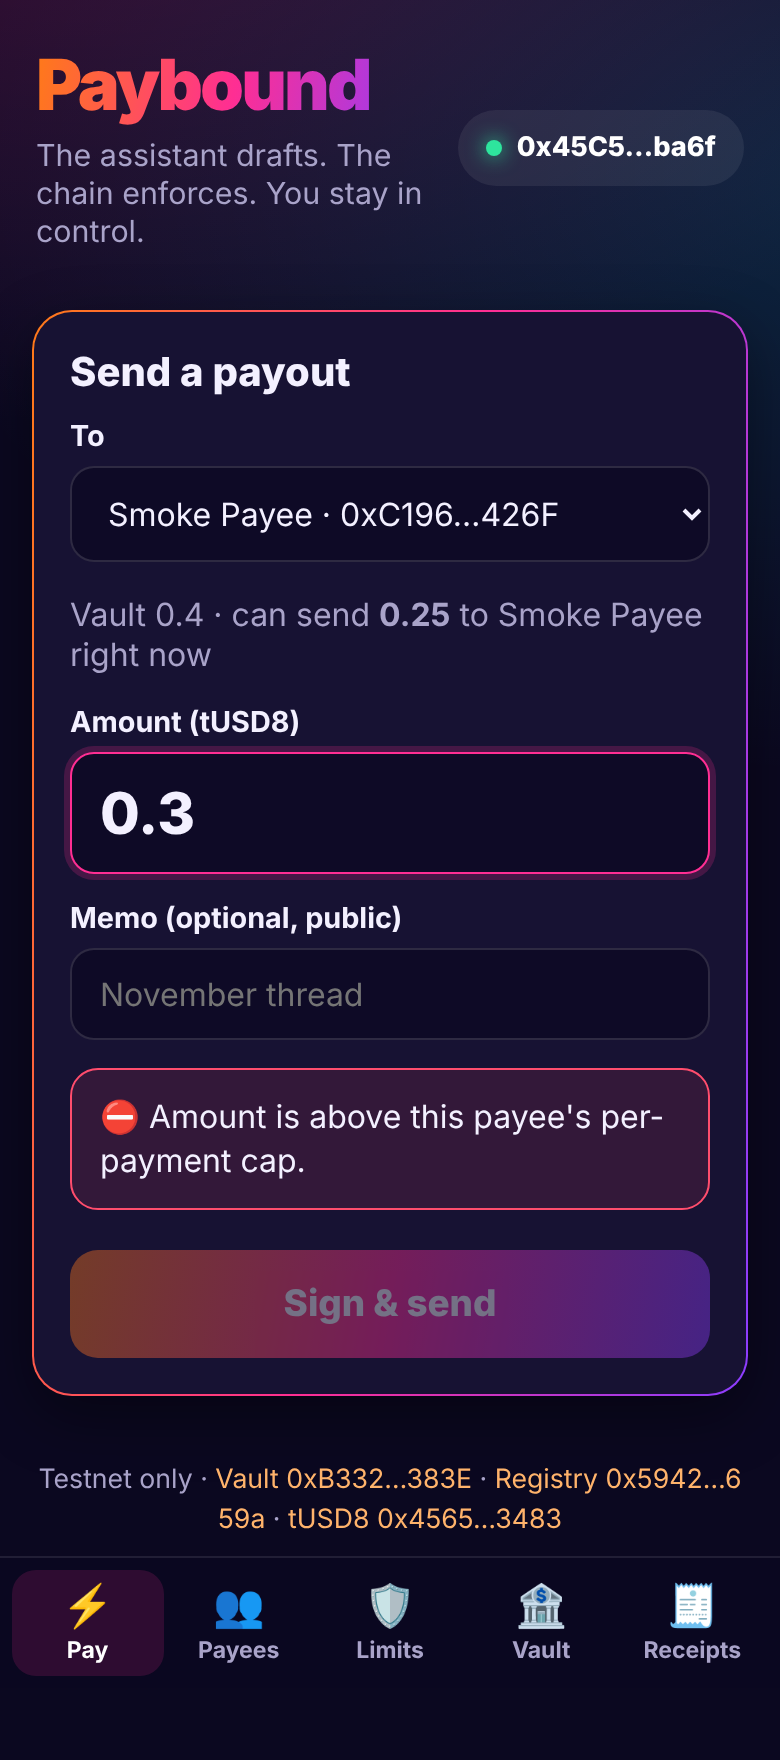 Paybound
The assistant drafts. The
chain enforces. You stay in
control.
0x45C5…ba6f
Send a payout
To
Smoke Payee · 0xC196…426F
Vault 0.4 · can send 0.25 to Smoke Payee
right now
Amount (tUSD8)
0.3
Memo (optional, public)
November thread
⛔ Amount is above this payee's per-
payment cap.
Sign & send
Testnet only · Vault 0xB332…383E · Registry 0x5942…6
59a · tUSD8 0x4565…3483
Pay
Payees
Limits
Vault
Receipts